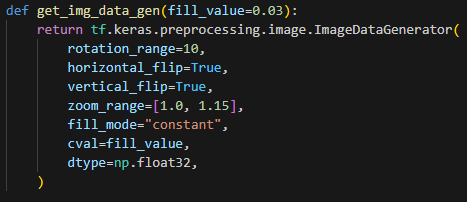 def get_img_data_gen(fill_value=0.03):
    return tf.keras.preprocessing.image.ImageDataGenerator(
        rotation_range=10,
        horizontal_flip=True,
        vertical_flip=True,
        zoom_range=[1.0, 1.15],
        fill_mode="constant",
        cval=fill_value,
        dtype=np.float32,
    )